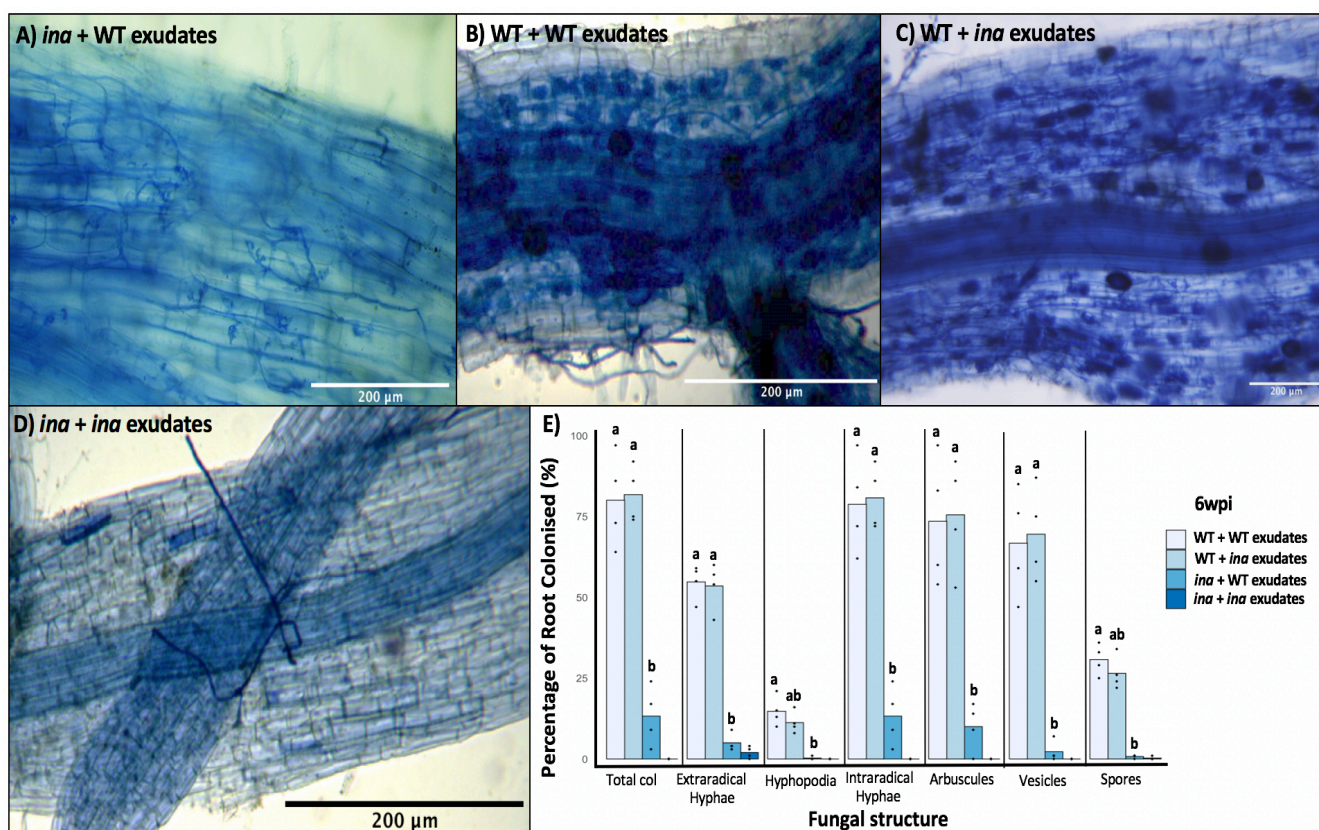 A) ina + WT exudates
B) WT + WT exudates
C) WT + ina exudates
200 µm
200 µm
200 µm
D) ina + ina exudates
200 µm
E)
Percentage of Root Colonised (%)
100
75
50
25
0
a a b
a a b
a ab b
a a b
a a b
a a b
a ab b
Total col
Extraradical
Hyphae
Hyphopodia
Intraradical
Hyphae
Arbuscules
Vesicles
Spores
Fungal structure
6wpi
WT + WT exudates
WT + ina exudates
ina + WT exudates
ina + ina exudates